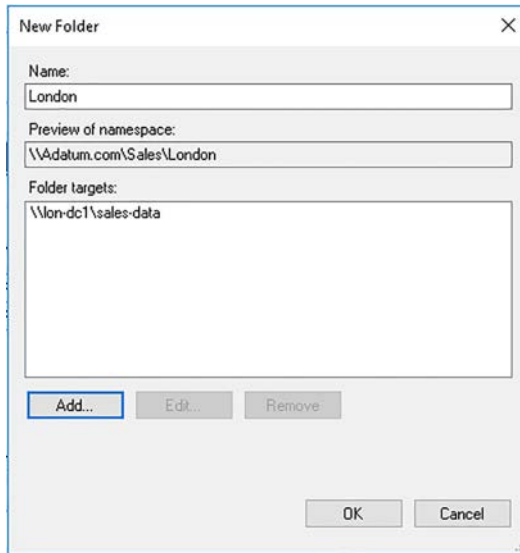 New Folder
Name:
London
Preview of namespace:
\\Adatum.com\Sales\London
Folder targets:
\\lon-dc1\sales-data
Add... Edit... Remove
OK Cancel